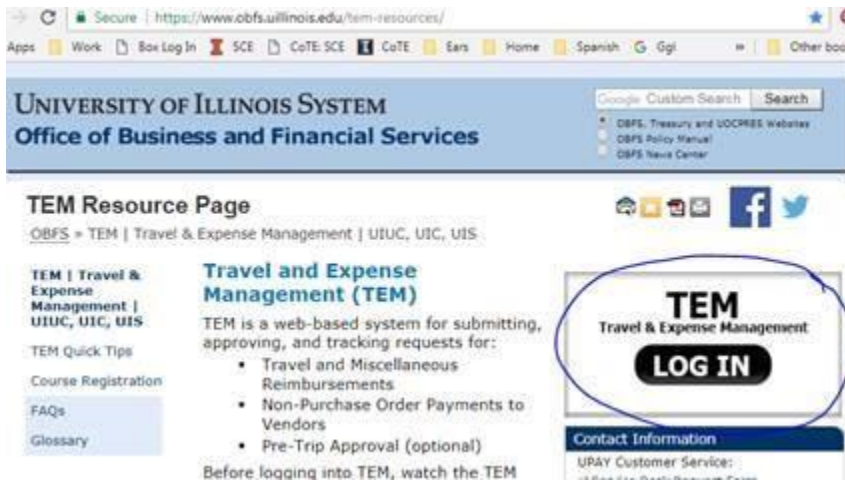 Secure | https://www.obfs.uillinois.edu/tem-resources/
Apps Work Box Log In SCE CoTE: SCE CoTE Ears Home Spanish G Ggl » Other boo
UNIVERSITY OF ILLINOIS SYSTEM
Office of Business and Financial Services
Google Custom Search Search
OBFS, Treasury and UOCPRES Websites
OBFS Policy Manual
OBFS News Center
TEM Resource Page
OBFS » TEM | Travel & Expense Management | UIUC, UIC, UIS
TEM | Travel &
Expense
Management |
UIUC, UIC, UIS
TEM Quick Tips
Course Registration
FAQs
Glossary
Travel and Expense
Management (TEM)
TEM is a web-based system for submitting,
approving, and tracking requests for:
• Travel and Miscellaneous
Reimbursements
• Non-Purchase Order Payments to
Vendors
• Pre-Trip Approval (optional)
Before logging into TEM, watch the TEM
TEM
Travel & Expense Management
LOG IN
Contact Information
UPAY Customer Service: